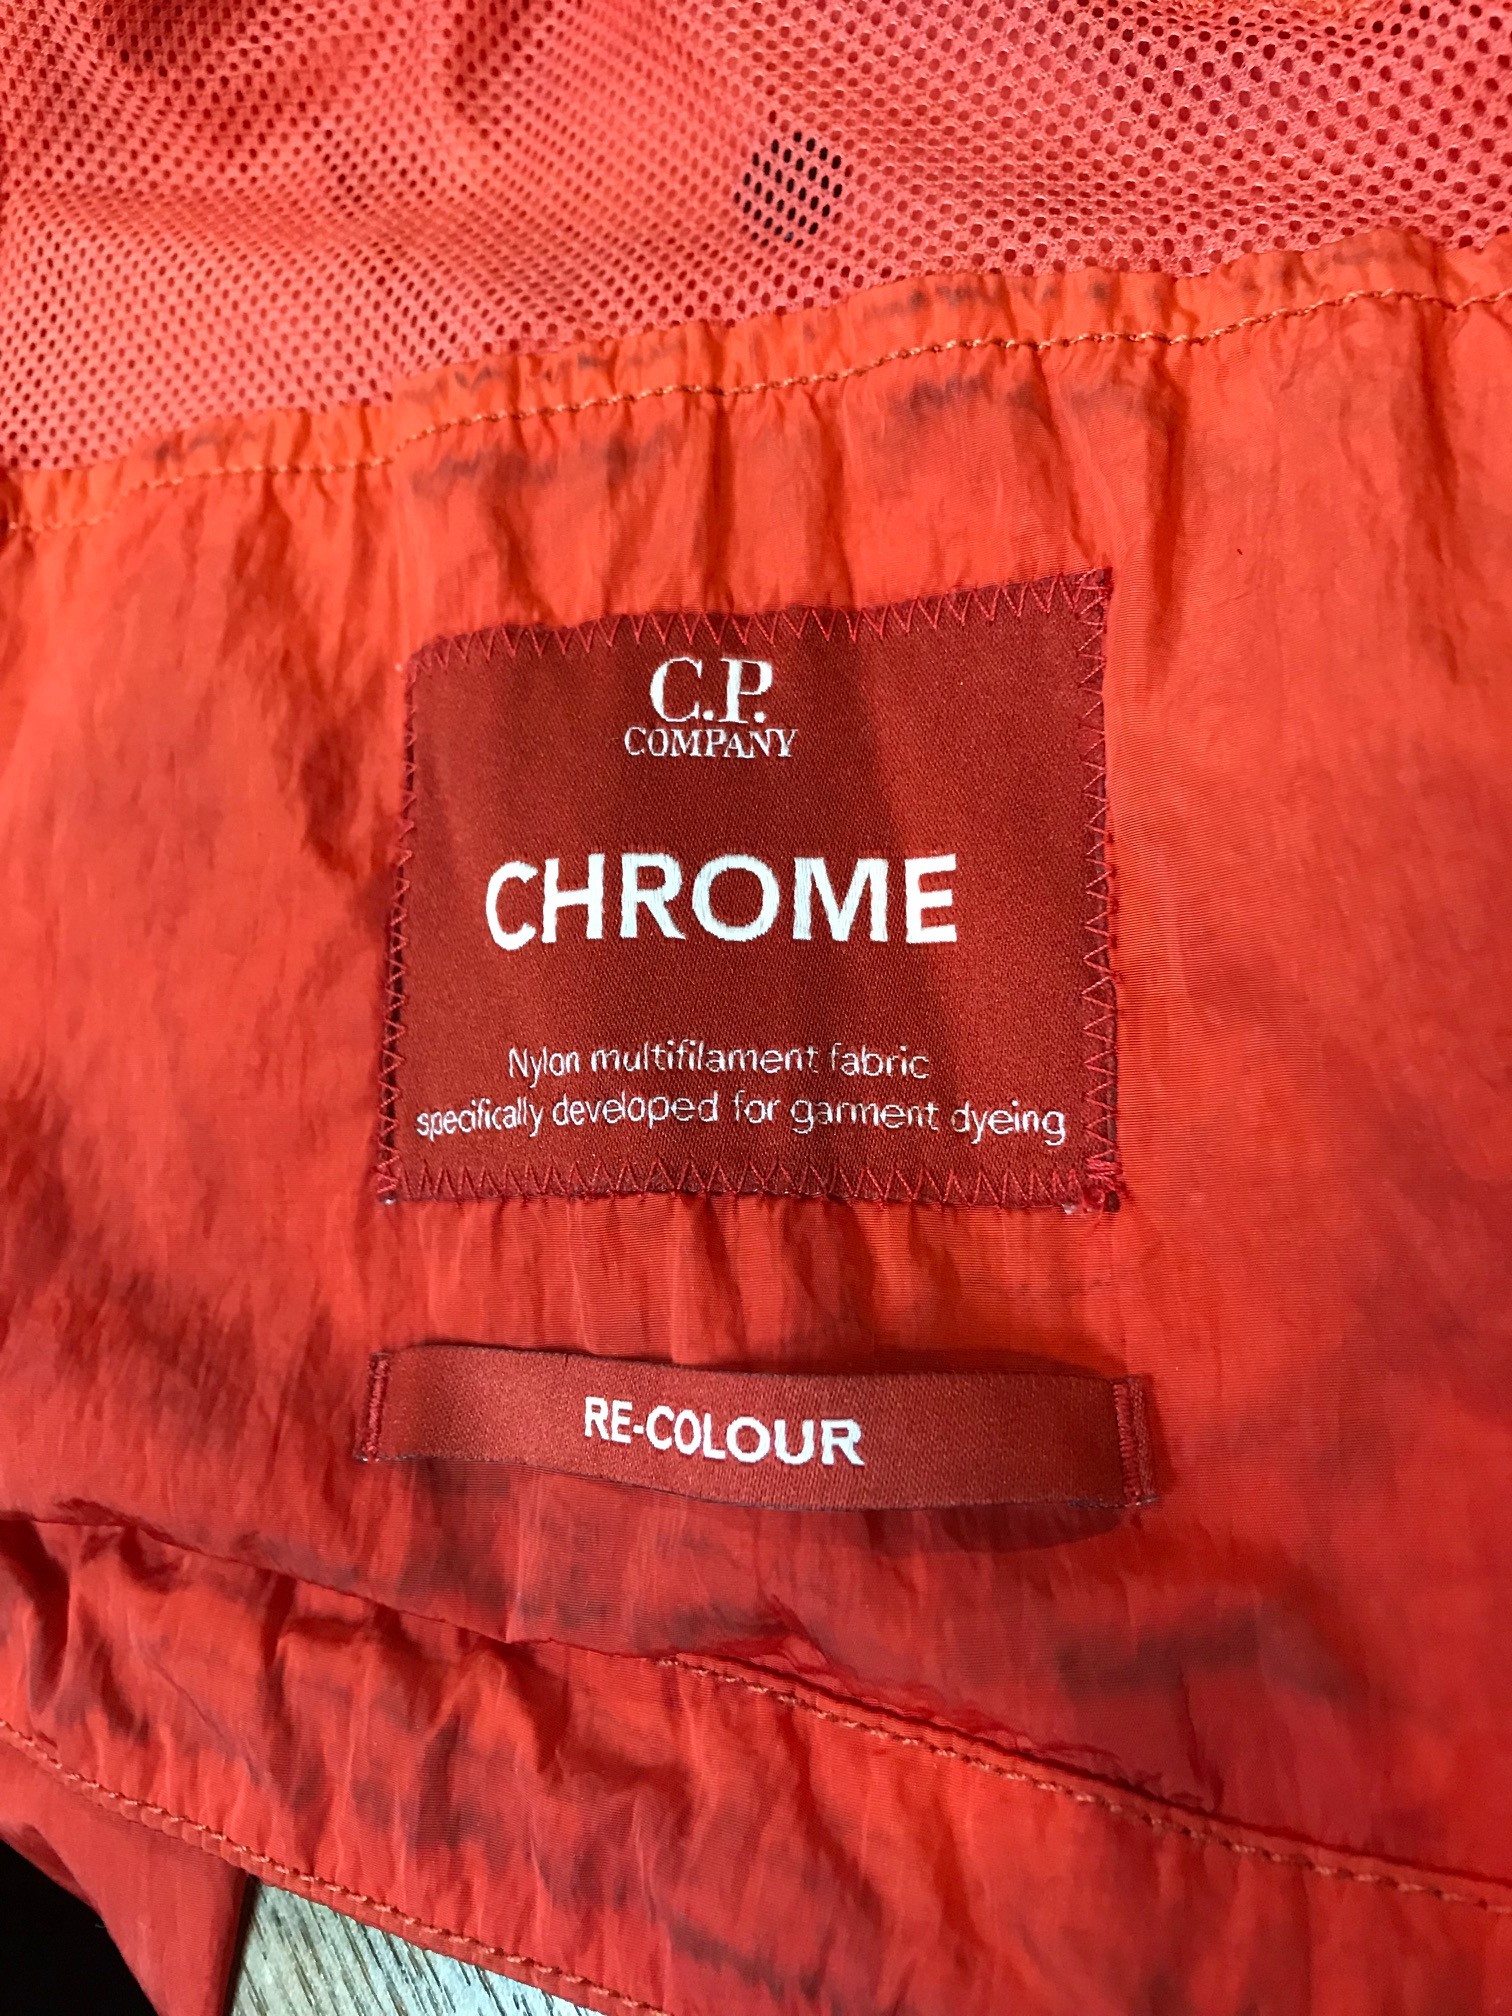 C.P.
COMPANY
CHROME
Nylon multifilament fabric
specifically developed for garment dyeing
RE-COLOUR